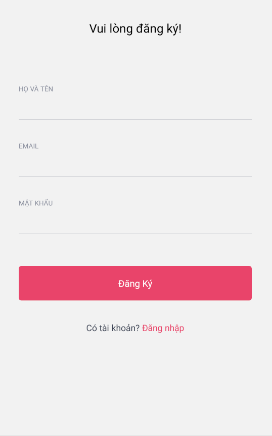 Vui lòng đăng ký!
HỌ VÀ TÊN
EMAIL
MẬT KHẨU
Đăng Ký
Có tài khoản? Đăng nhập